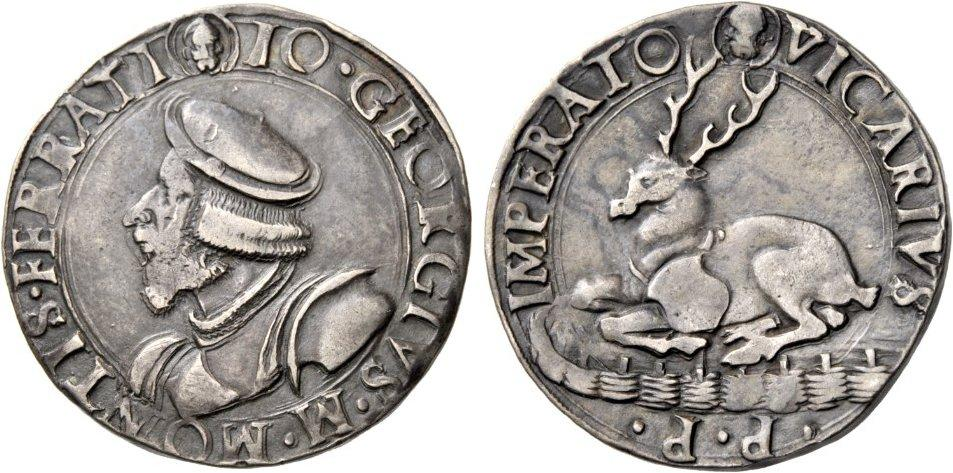 IO · GEORGIVS · M · MONTIS · FERRATI
VICARIVS
· P · P ·
IMPERATO